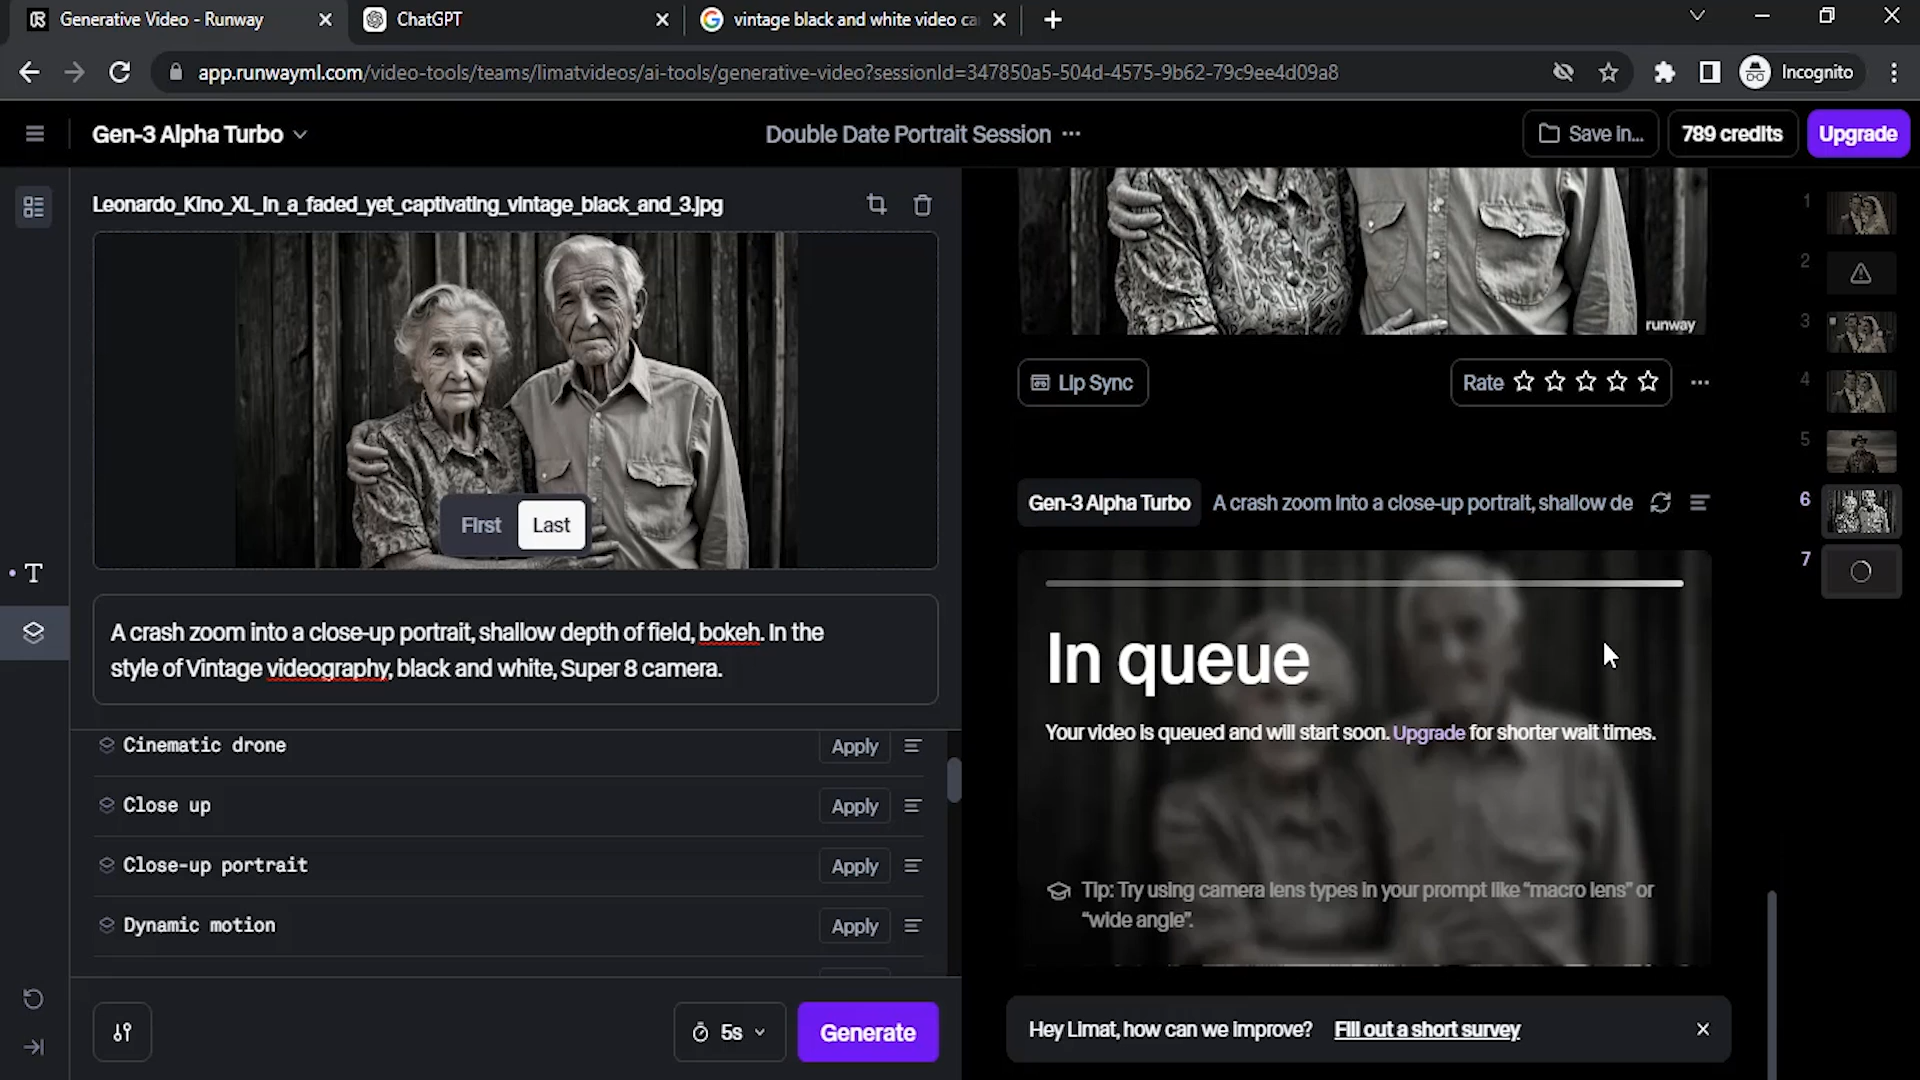 Generative Video - Runway
ChatGPT
vintage black and white video ca
app.runwayml.com/video-tools/teams/limatvideos/ai-tools/generative-video?sessionId=347850a5-504d-4575-9b62-79c9ee4d09a8
Incognito
Gen-3 Alpha Turbo
Double Date Portrait Session
Save in...
789 credits
Upgrade
Leonardo_Kino_XL_In_a_faded_yet_captivating_vintage_black_and_3.jpg
First
Last
T
A crash zoom into a close-up portrait, shallow depth of field, bokeh. In the
style of Vintage videography, black and white, Super 8 camera.
Cinematic drone
Apply
Close up
Apply
Close-up portrait
Apply
Dynamic motion
Apply
5s
Generate
runway
Lip Sync
Rate
Gen-3 Alpha Turbo
A crash zoom into a close-up portrait, shallow de
In queue
Your video is queued and will start soon. Upgrade for shorter wait times.
Tip: Try using camera lens types in your prompt like “macro lens” or
“wide angle”.
Hey Limat, how can we improve? Fill out a short survey
1
2
3
4
5
6
7